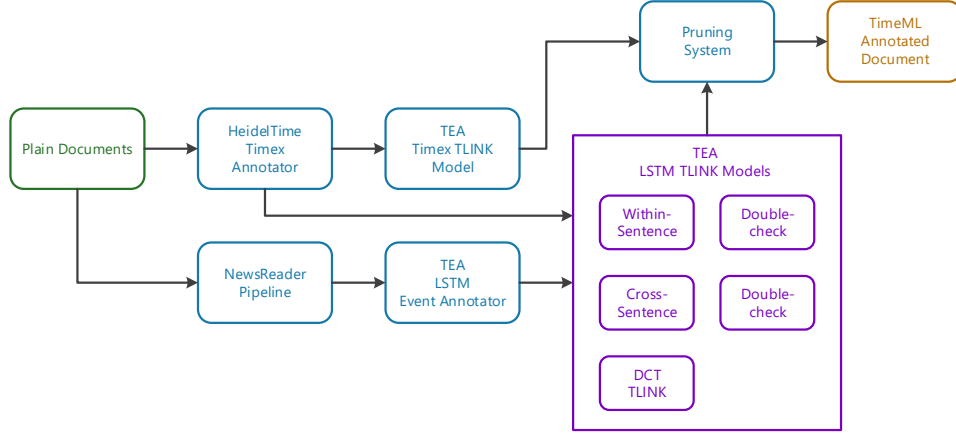 Pruning
System
TimeML
Annotated
Document
Plain Documents
HeidelTime
Timex
Annotator
TEA
Timex TLINK
Model
TEA
LSTM TLINK Models
Within-
Sentence
Double-
check
NewsReader
Pipeline
TEA
LSTM
Event Annotator
Cross-
Sentence
Double-
check
DCT
TLINK